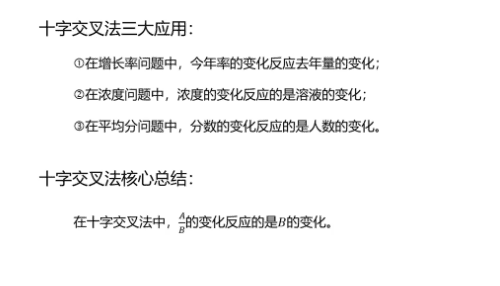 十字交叉法三大应用：
①在增长率问题中，今年率的变化反应去年量的变化；
②在浓度问题中，浓度的变化反应的是溶液的变化；
③在平均分问题中，分数的变化反应的是人数的变化。
十字交叉法核心总结：
在十字交叉法中，A/B的变化反应的是B的变化。